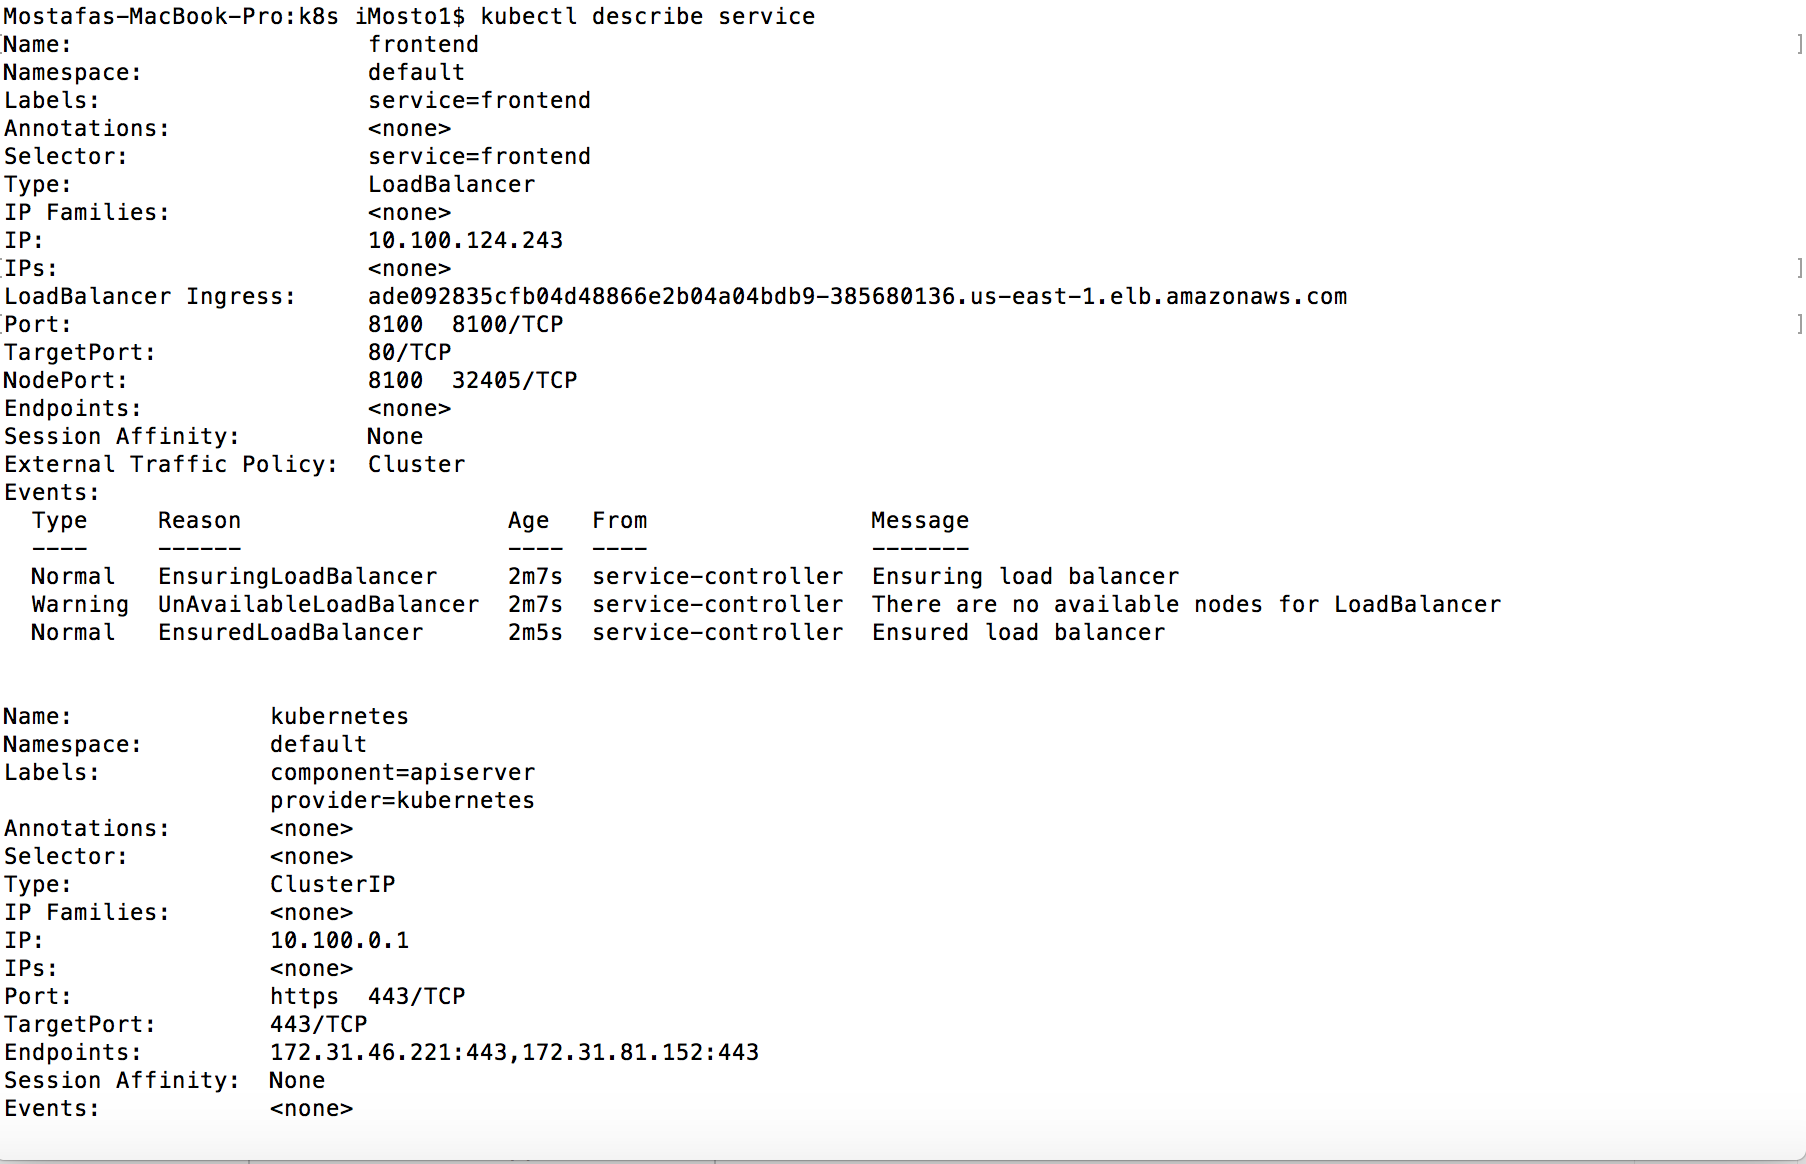 Mostafas-MacBook-Pro:k8s iMosto1$ kubectl describe service
Name:                     frontend
Namespace:                default
Labels:                   service=frontend
Annotations:              <none>
Selector:                 service=frontend
Type:                     LoadBalancer
IP Families:              <none>
IP:                       10.100.124.243
IPs:                      <none>
LoadBalancer Ingress:     ade092835cfb04d48866e2b04a04bdb9-385680136.us-east-1.elb.amazonaws.com
Port:                     8100  8100/TCP
TargetPort:               80/TCP
NodePort:                 8100  32405/TCP
Endpoints:                <none>
Session Affinity:         None
External Traffic Policy:  Cluster
Events:
  Type     Reason                   Age   From                Message
  ----     ------                   ----  ----                -------
  Normal   EnsuringLoadBalancer     2m7s  service-controller  Ensuring load balancer
  Warning  UnAvailableLoadBalancer  2m7s  service-controller  There are no available nodes for LoadBalancer
  Normal   EnsuredLoadBalancer      2m5s  service-controller  Ensured load balancer
Name:              kubernetes
Namespace:         default
Labels:            component=apiserver
                   provider=kubernetes
Annotations:       <none>
Selector:          <none>
Type:              ClusterIP
IP Families:       <none>
IP:                10.100.0.1
IPs:               <none>
Port:              https  443/TCP
TargetPort:        443/TCP
Endpoints:         172.31.46.221:443,172.31.81.152:443
Session Affinity:  None
Events:            <none>